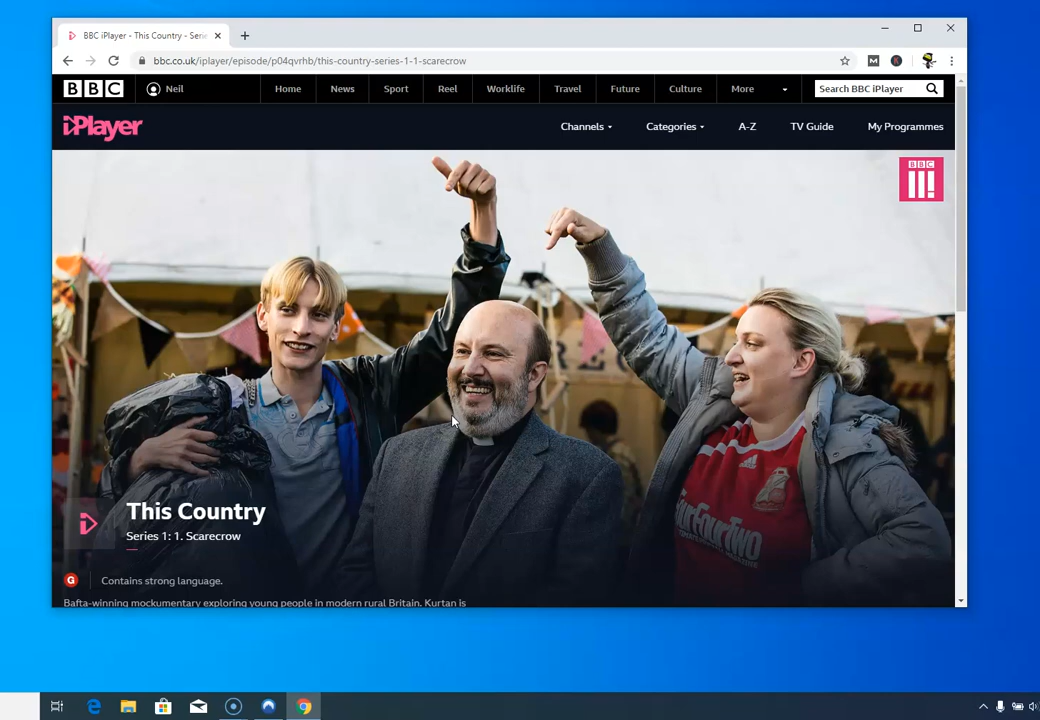 BBC iPlayer - This Country - Serie
bbc.co.uk/iplayer/episode/p04qvrhb/this-country-series-1-1-scarecrow
M
BBC
Neil
Home
News
Sport
Reel
Worklife
Travel
Future
Culture
More
Search BBC iPlayer
iPlayer
Channels
Categories
A-Z
TV Guide
My Programmes
BBC
III!
This Country
Series 1: 1. Scarecrow
G
Contains strong language.
Bafta-winning mockumentary exploring young people in modern rural Britain. Kurtan is